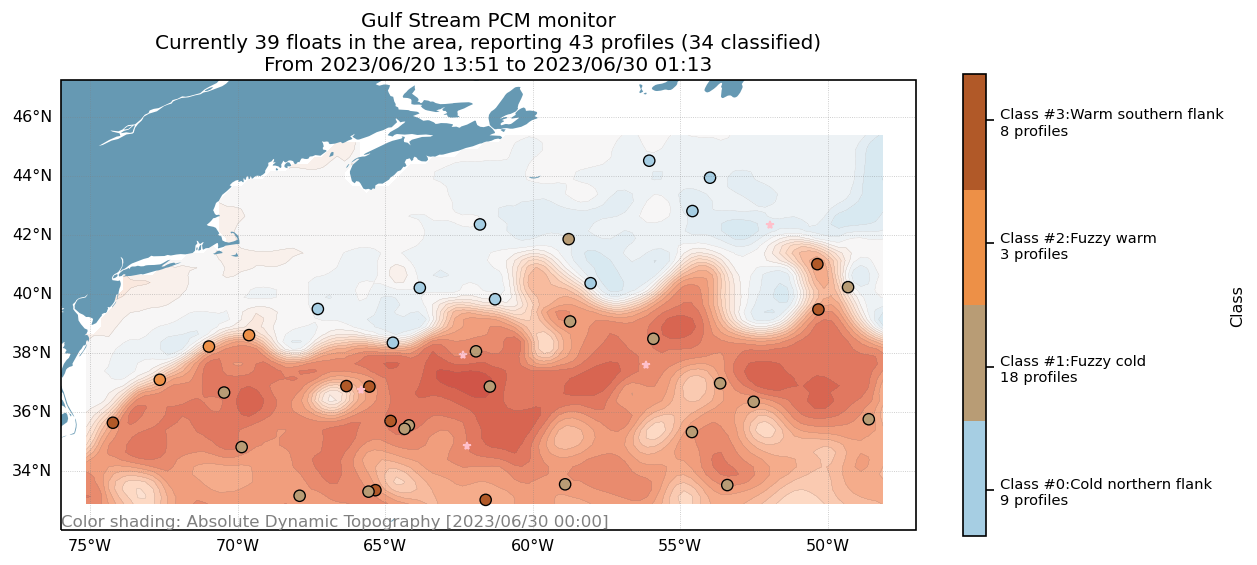 Gulf Stream PCM monitor
Currently 39 floats in the area, reporting 43 profiles (34 classified)
From 2023/06/20 13:51 to 2023/06/30 01:13
46°N
44°N
42°N
40°N
38°N
36°N
34°N
Color shading: Absolute Dynamic Topography [2023/06/30 00:00]
75°W
70°W
65°W
60°W
55°W
50°W
Class #3:Warm southern flank
8 profiles
Class #2:Fuzzy warm
3 profiles
Class #1:Fuzzy cold
18 profiles
Class #0:Cold northern flank
9 profiles
Class